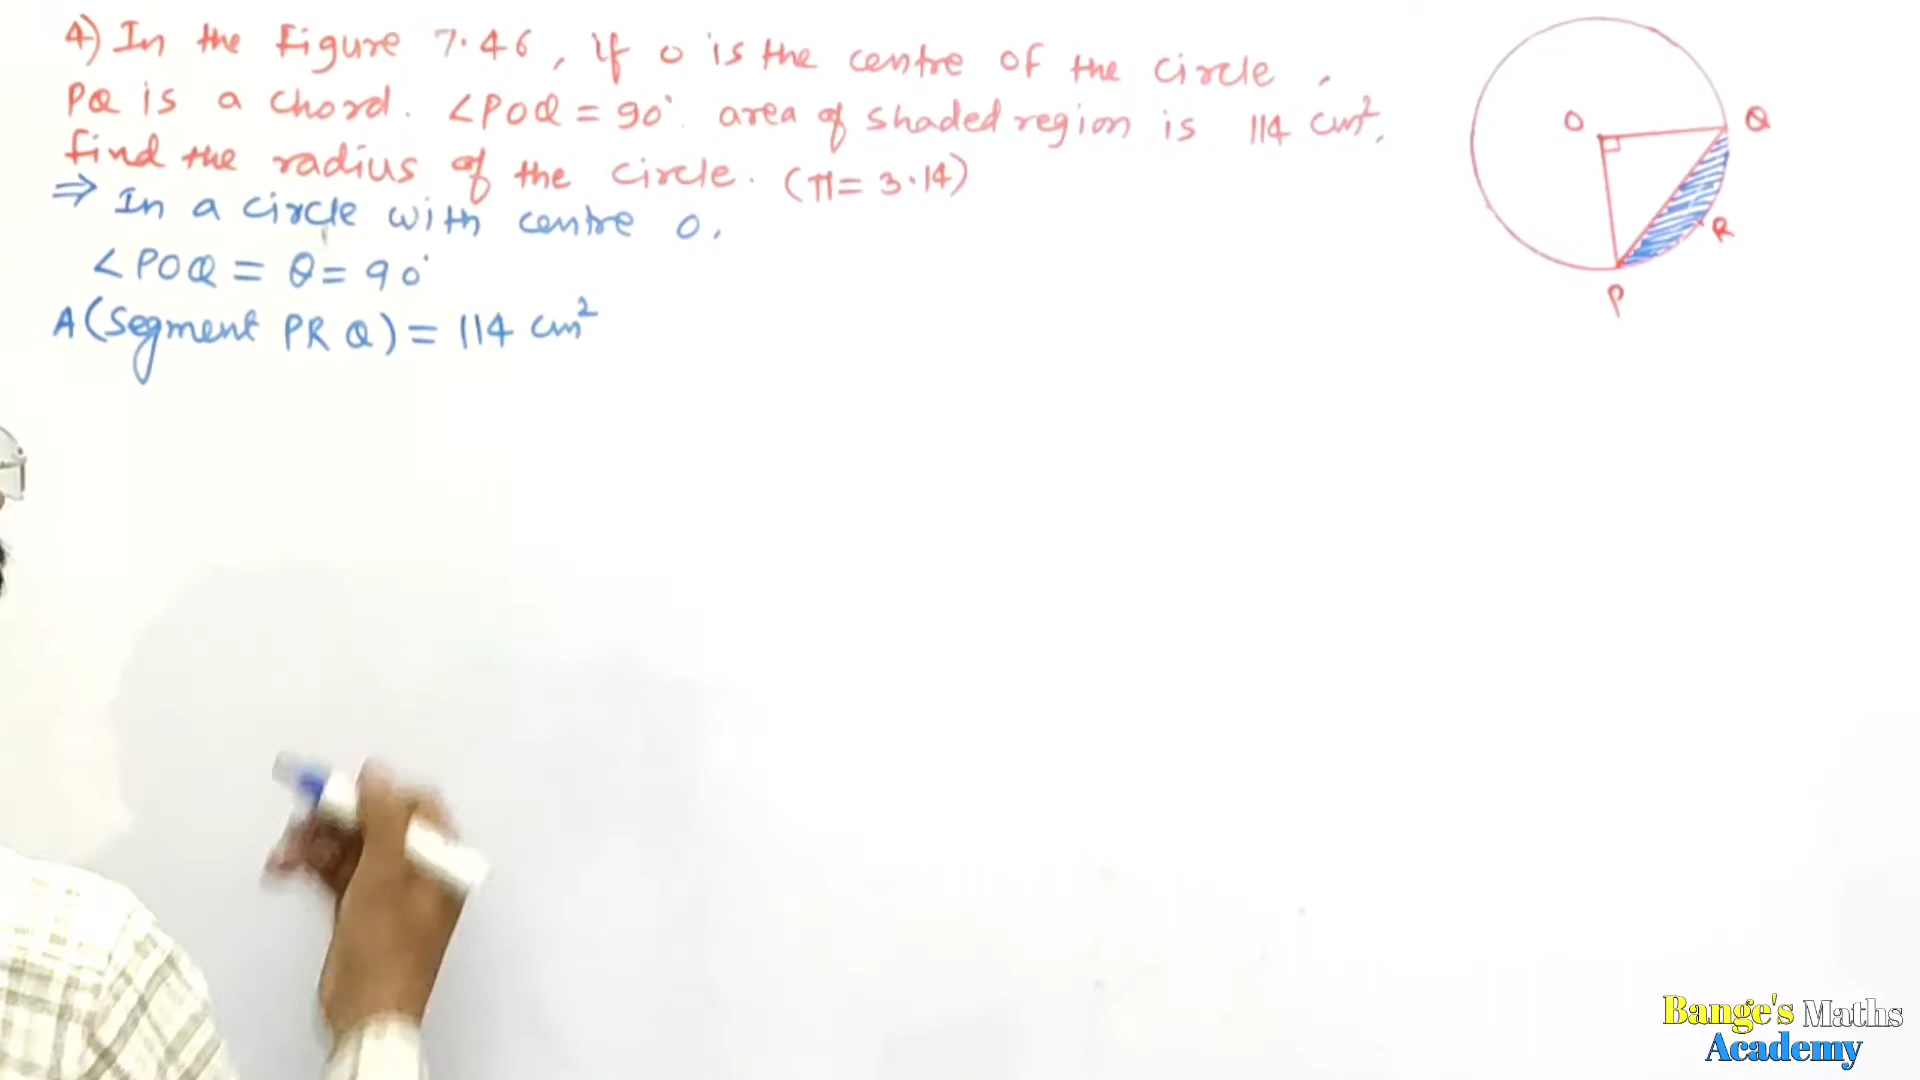 4) In the Figure 7.46, if O is the centre of the circle,
PQ is a chord. ∠POQ = 90° area of shaded region is 114 cm².
find the radius of the circle. (π = 3.14)
⇒ In a circle with centre O.
∠POQ = θ = 90°
A (Segment PRQ) = 114 cm²
O
Q
R
P
Bange's Maths
Academy